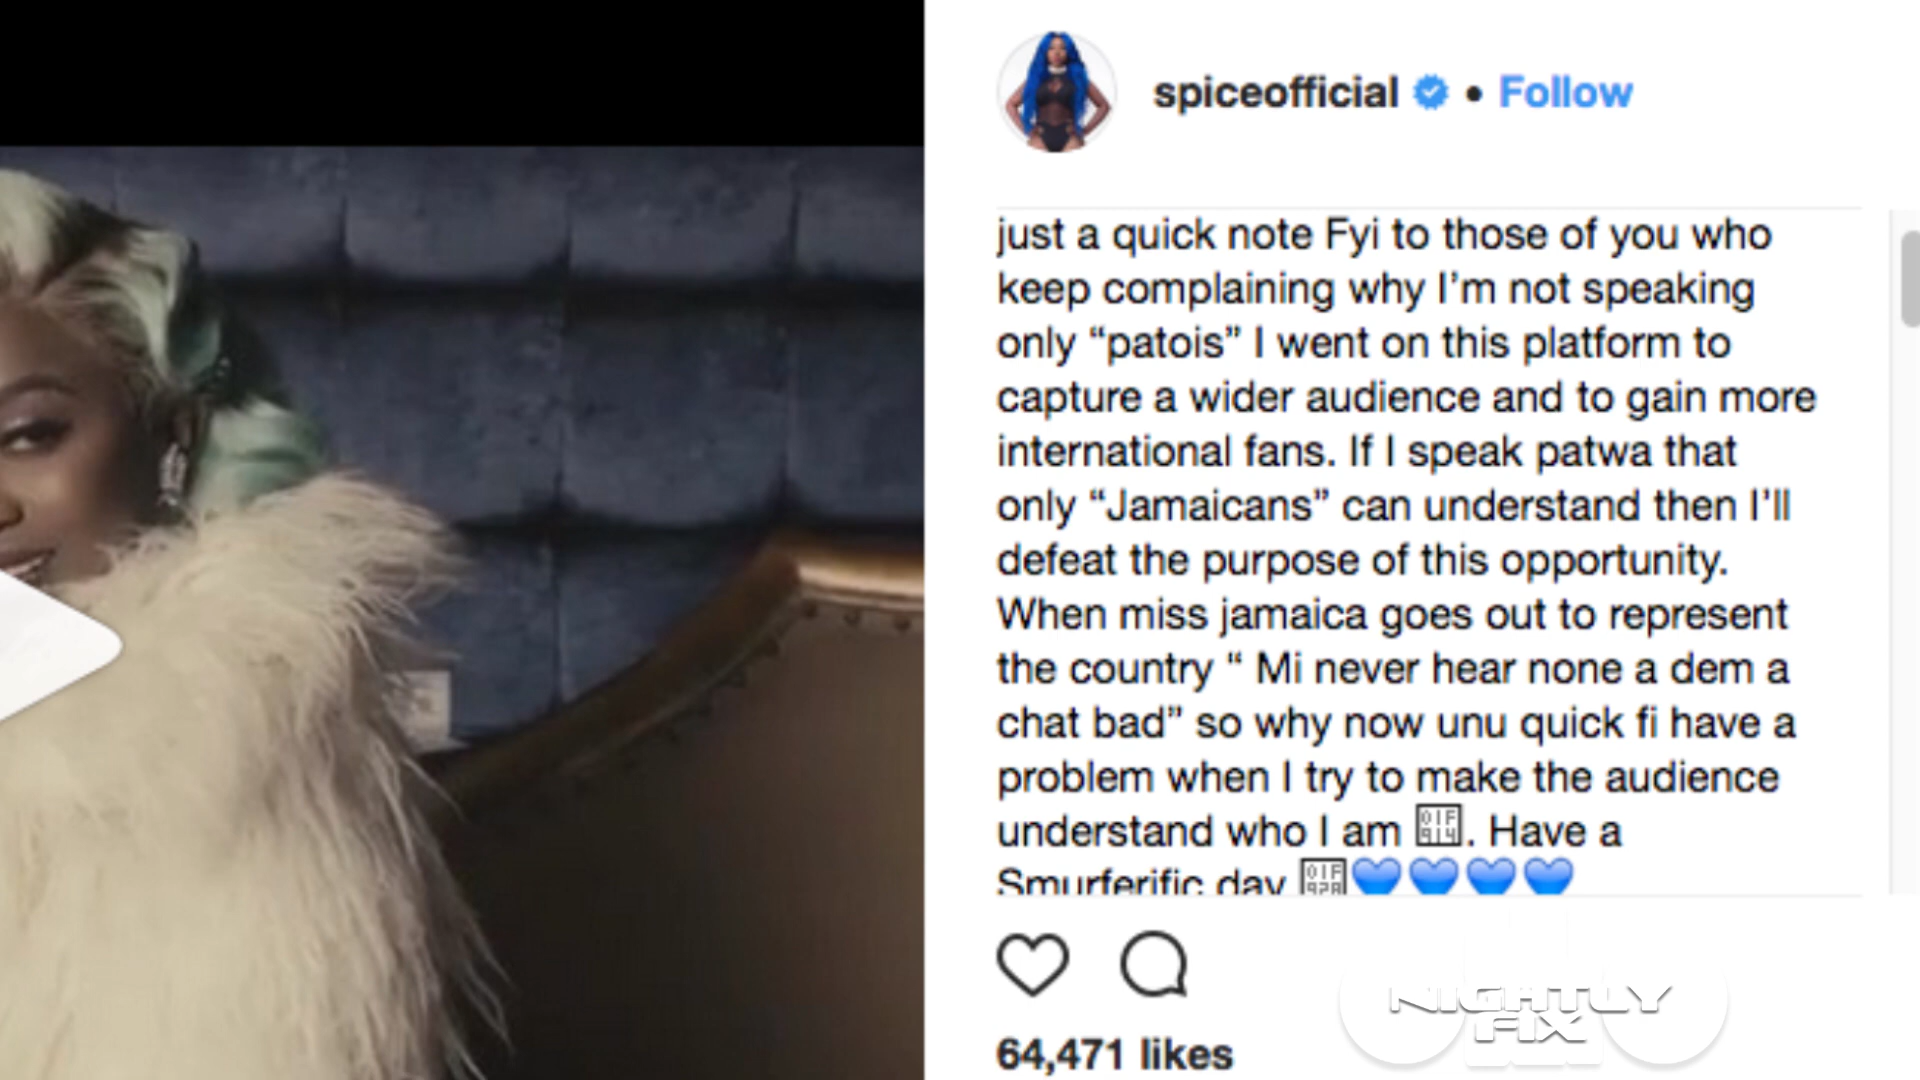 spiceofficial • Follow
just a quick note Fyi to those of you who
keep complaining why I’m not speaking
only “patois” I went on this platform to
capture a wider audience and to gain more
international fans. If I speak patwa that
only “Jamaicans” can understand then I’ll
defeat the purpose of this opportunity.
When miss jamaica goes out to represent
the country “ Mi never hear none a dem a
chat bad” so why now unu quick fi have a
problem when I try to make the audience
understand who I am 🤔. Have a
Smurferific day 🤨💙💙💙💙
64,471 likes
NIGHTLY
FIX